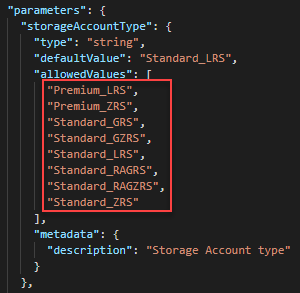 "parameters": {
"storageAccountType": {
"type": "string",
"defaultValue": "Standard_LRS",
"allowedValues": [
"Premium_LRS",
"Premium_ZRS",
"Standard_GRS",
"Standard_GZRS",
"Standard_LRS",
"Standard_RAGRS",
"Standard_RAGZRS",
"Standard_ZRS"
],
"metadata": {
"description": "Storage Account type"
}
},